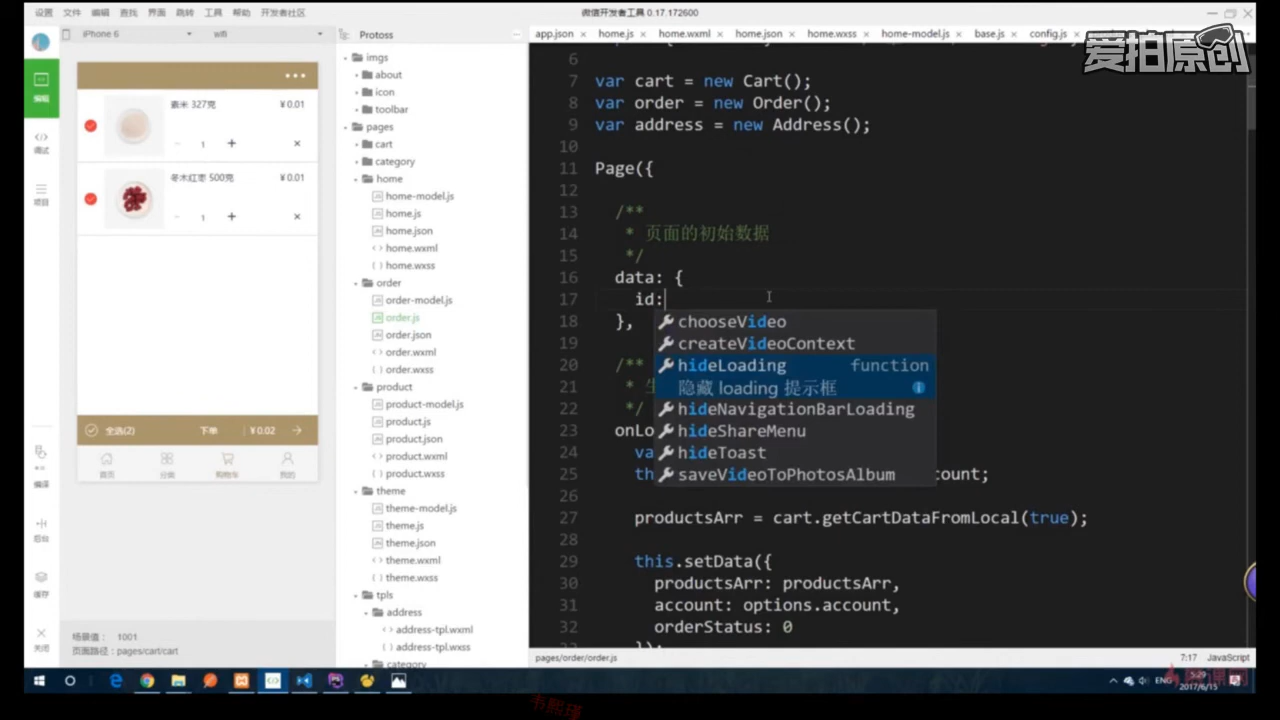 设置 文件 编辑 查找 界面 跳转 工具 帮助 开发者社区
微信开发者工具 0.17.172600
iPhone 6 wifi
Protoss
app.json × home.js × home.wxml × home.json × home.wxss × home-model.js × base.js × config.js ×
爱拍原创
编辑
调试
项目
编译
后台
缓存
关闭
素米 327克 ¥0.01
1 + ×
冬木红枣 500克 ¥0.01
1 + ×
全选(2) 下单 ¥0.02
首页 分类 购物车 我的
场景值: 1001
页面路径: pages/cart/cart
imgs
about
icon
toolbar
pages
cart
category
home
home-model.js
home.js
home.json
home.wxml
home.wxss
order
order-model.js
order.js
order.json
order.wxml
order.wxss
product
product-model.js
product.js
product.json
product.wxml
product.wxss
theme
theme-model.js
theme.js
theme.json
theme.wxml
theme.wxss
tpls
address
address-tpl.wxml
address-tpl.wxss
category
6
7 var cart = new Cart();
8 var order = new Order();
9 var address = new Address();
10
11 Page({
12
13 /**
14 * 页面的初始数据
15 */
16 data: {
17 id:
18 },
19
20 /**
21 *
22 */
23 onLo
24 va
25 th count;
26
27 productsArr = cart.getCartDataFromLocal(true);
28
29 this.setData({
30 productsArr: productsArr,
31 account: options.account,
32 orderStatus: 0
});
chooseVideo
createVideoContext
hideLoading function
隐藏 loading 提示框
hideNavigationBarLoading
hideShareMenu
hideToast
saveVideoToPhotosAlbum
pages/order/order.js 7:17 JavaScript
ENG
5:29
2017/6/15
韦熙瑾